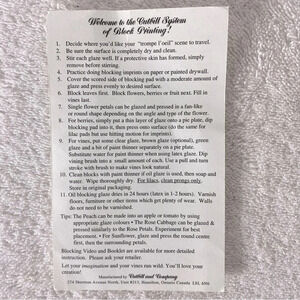 Welcome to the Catfill System
of Block Printing!
1. Decide where you'd like your "trompe l'oeil" scene to travel.
2. Be sure the surface is completely dry and clean.
3. Stir each glaze well. If a protective skin has formed, simply
remove before stirring.
4. Practice doing blocking imprints on paper or painted drywall.
5. Cover the scored side of blocking pad with a moderate amount of
glaze and press evenly to desired surface.
6. Block leaves first. Block flowers, berries or fruit next. Fill in
vines last.
7. Single flower petals can be glazed and pressed in a fan-like
or round shape depending on the angle and type of the flower.
8. For berries, simply put a thin layer of glaze onto a pic plate, dip
blocking pad into it, then press onto surface (do the same for
lilac pads but use hitting motion for imprint).
9. For vines, put some clear glaze, brown glaze (optional), green
glaze and a bit of paint thinner separately on a pie plate.
Substitute water for paint thinner when using latex glaze. Dip
vining brush into a small amount of each. Use a pull and turn
stroke with brush to make vines look natural.
10. Clean blocks with paint thinner if oil glaze is used, then soap and
water. Wipe thoroughly dry. For lilacs, clean prongs only.
Store in original packaging.
11. Oil blocking glaze dries in 24 hours (latex in 1-2 hours). Varnish
floors, furniture or other items which get plenty of wear. Walls
do not need to be varnished.
Tips: The Peach can be made into an apple or tomato by using
appropriate glaze colours • The Rose Cabbage can be glazed &
pressed similarly to the Rose Petals. Experiment for best
placement. • For Sunflower, glaze and press the round centre
first, then the surrounding petals.
Blocking Video and Booklet are available for more detailed
instruction. Please ask your retailer.
Let your imagination and your vines run wild. You'll love your
creation!
Manufactured by and Company
Avenue North, Unit Hamilton, Ontario Canada